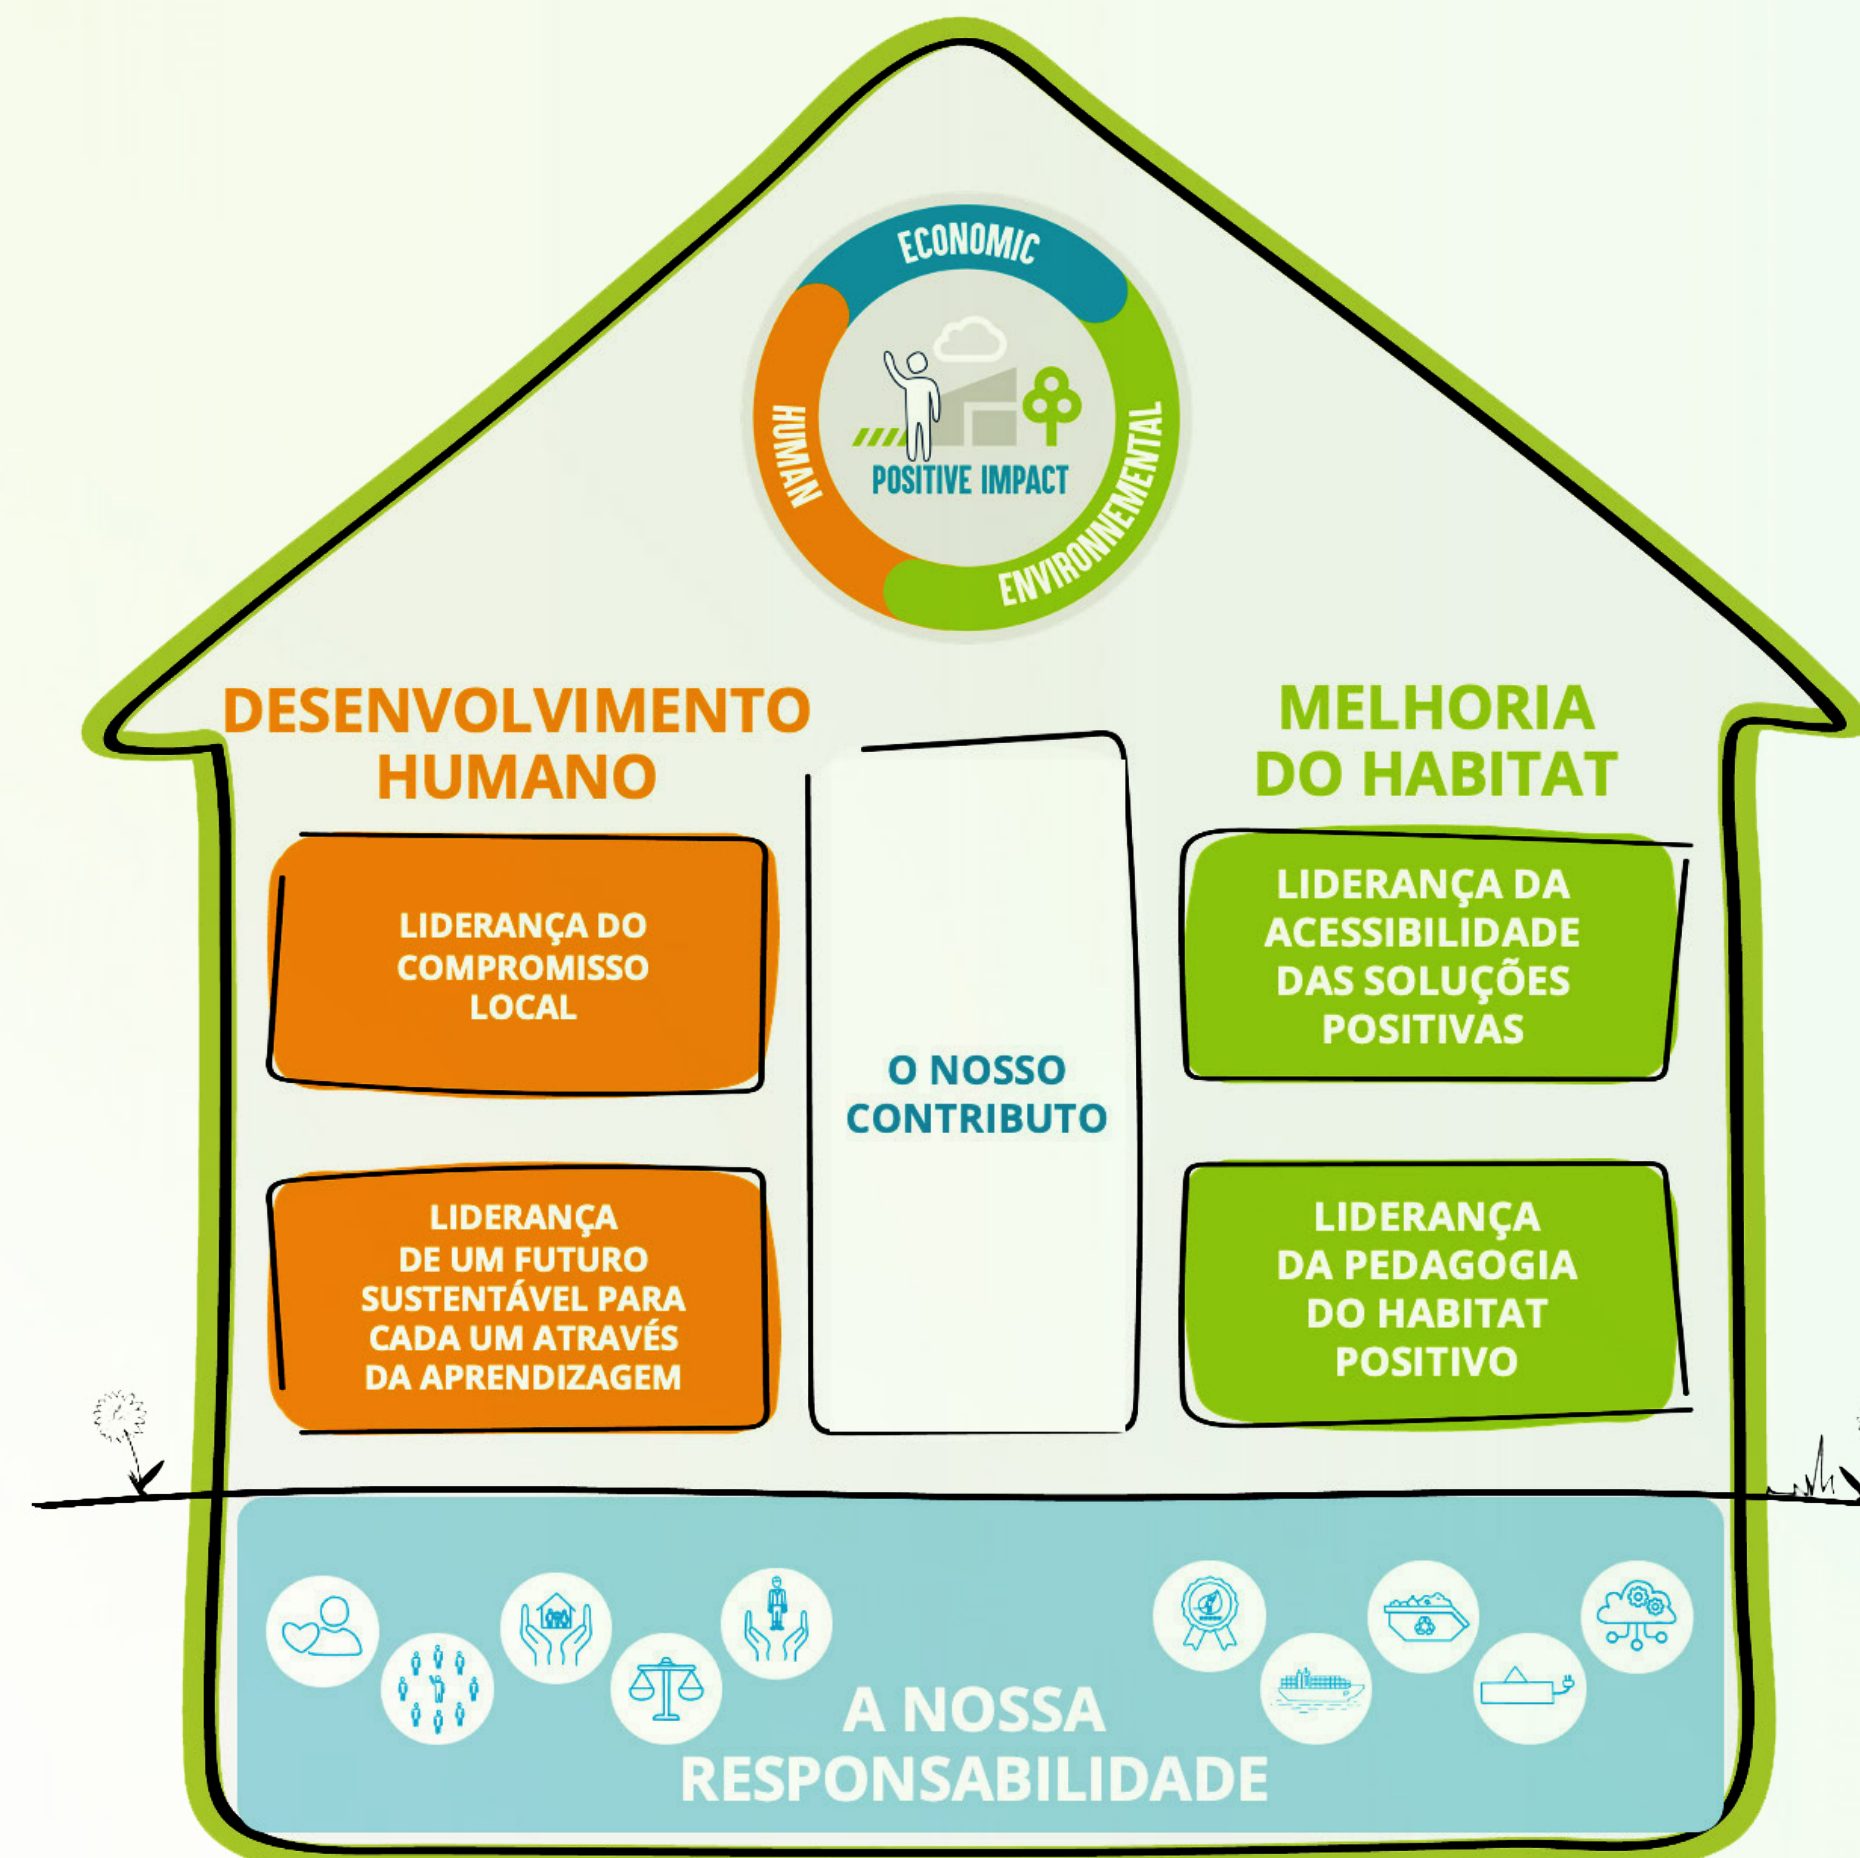 ECONOMIC
HUMAN
ENVIRONNEMENTAL
POSITIVE IMPACT
DESENVOLVIMENTO
HUMANO
LIDERANÇA DO
COMPROMISSO
LOCAL
LIDERANÇA
DE UM FUTURO
SUSTENTÁVEL PARA
CADA UM ATRAVÉS
DA APRENDIZAGEM
O NOSSO
CONTRIBUTO
MELHORIA
DO HABITAT
LIDERANÇA DA
ACESSIBILIDADE
DAS SOLUÇÕES
POSITIVAS
LIDERANÇA
DA PEDAGOGIA
DO HABITAT
POSITIVO
A NOSSA
RESPONSABILIDADE